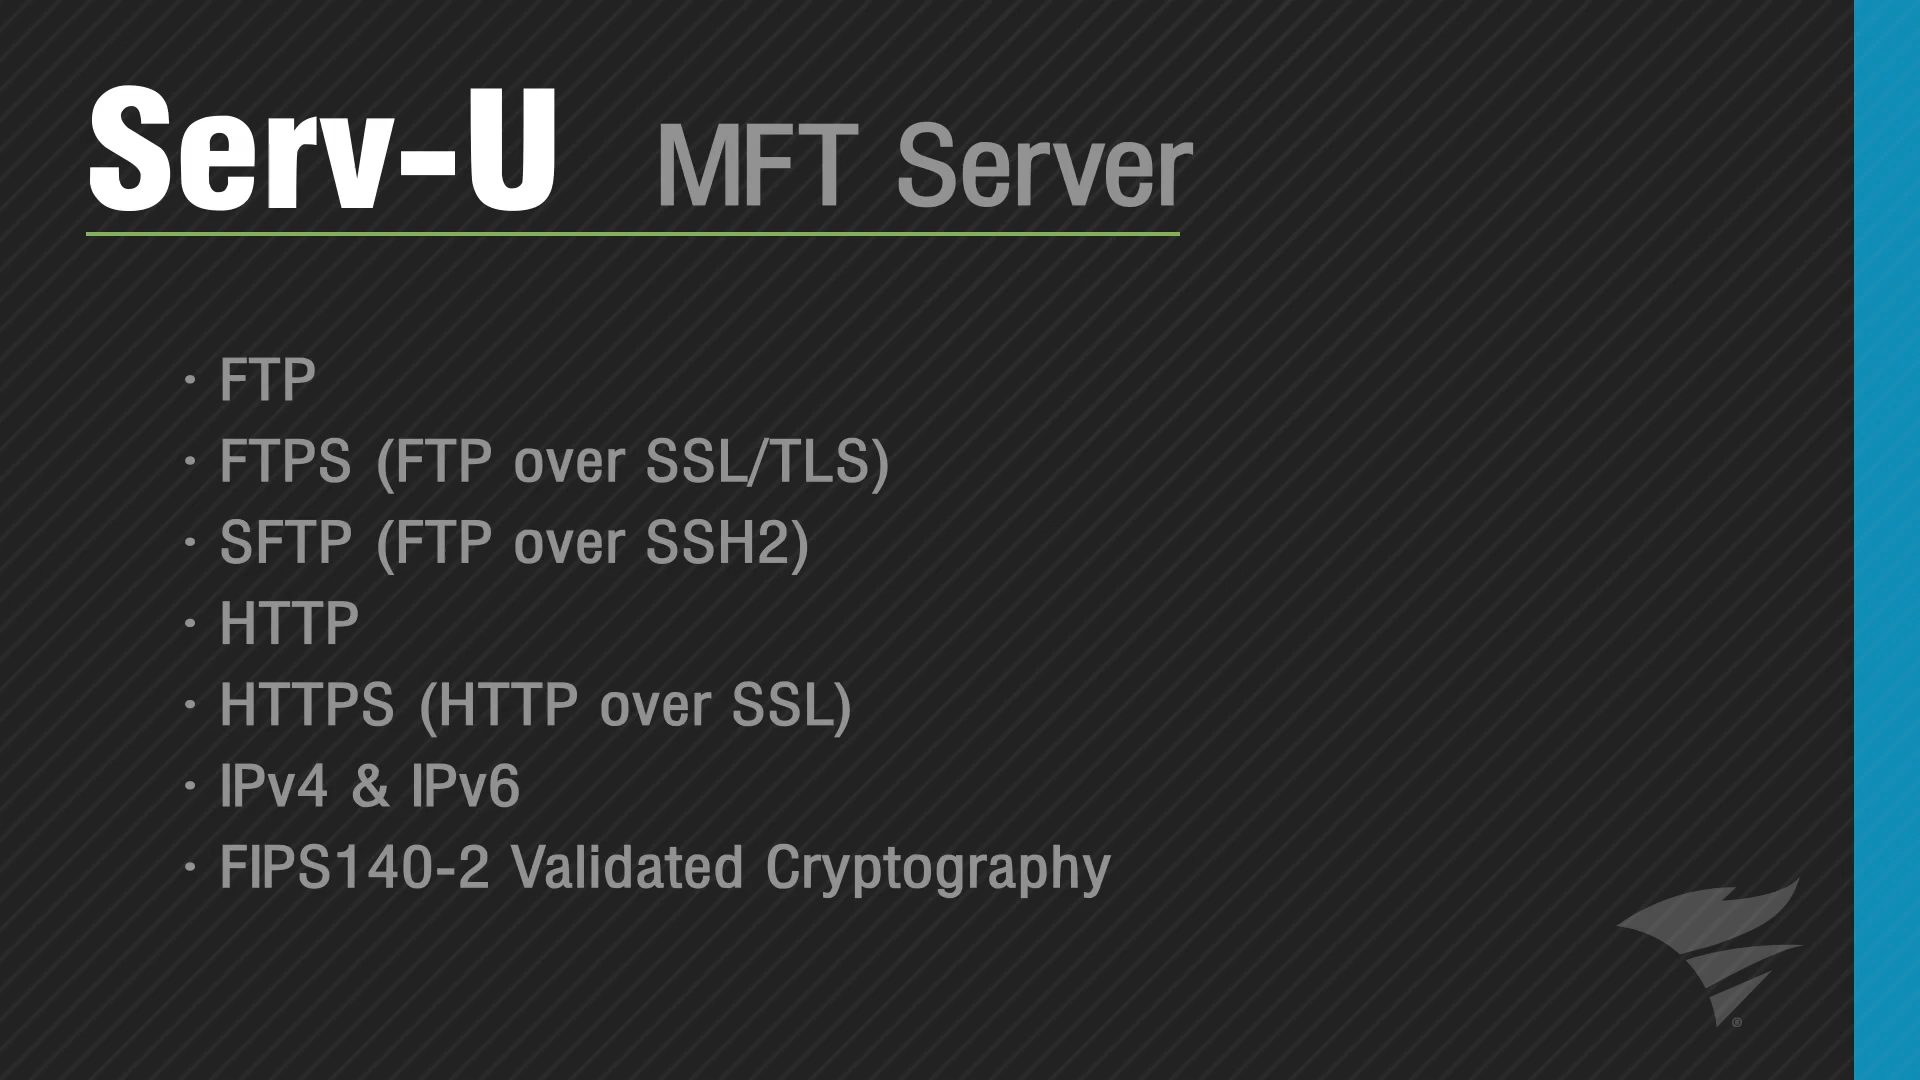 Serv-U MFT Server
· FTP
· FTPS (FTP over SSL/TLS)
· SFTP (FTP over SSH2)
· HTTP
· HTTPS (HTTP over SSL)
· IPv4 & IPv6
· FIPS140-2 Validated Cryptography
®